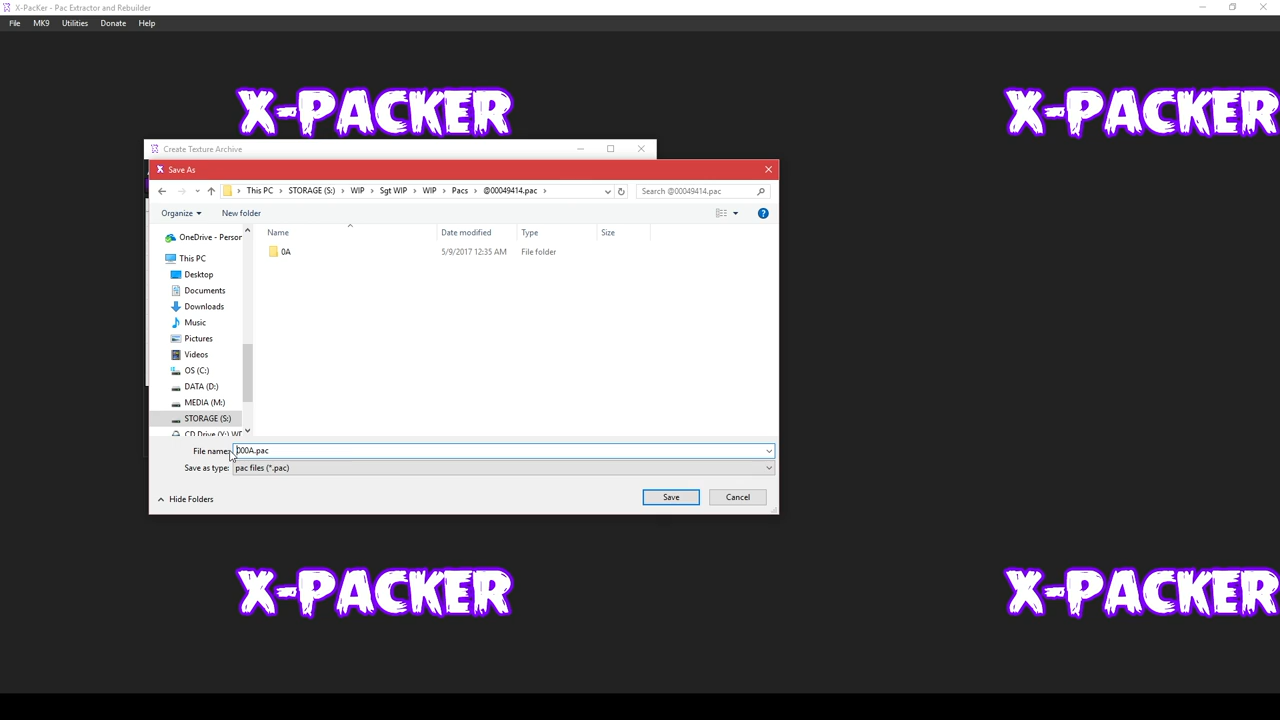 X-PacKer - Pac Extractor and Rebuilder
File MK9 Utilities Donate Help
X-PACKER X-PACKER
Create Texture Archive
Save As
This PC › STORAGE (S:) › WIP › Sgt WIP › WIP › Pacs › @00049414.pac ›
Search @00049414.pac
Organize New folder
Name Date modified Type Size
0A 5/9/2017 12:35 AM File folder
OneDrive - Person
This PC
Desktop
Documents
Downloads
Music
Pictures
Videos
OS (C:)
DATA (D:)
MEDIA (M:)
STORAGE (S:)
CD Drive (Y:)
File name: 000A.pac
Save as type: pac files (*.pac)
Hide Folders Save Cancel
X-PACKER X-PACKER